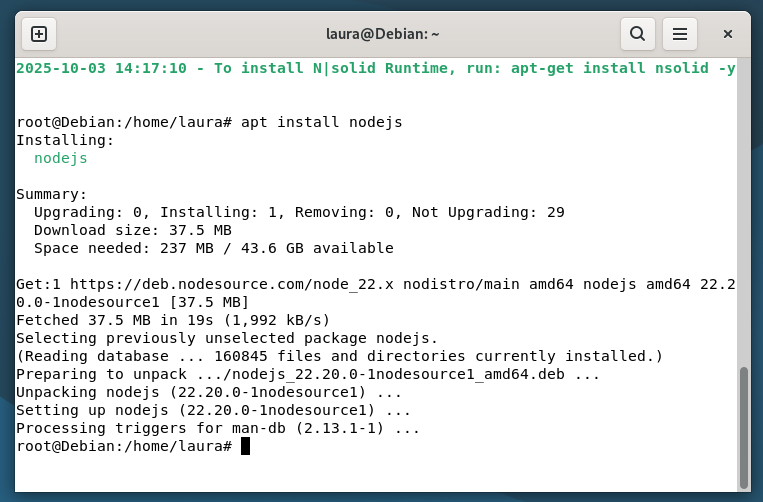 laura@Debian: ~
2025-10-03 14:17:10 - To install N|solid Runtime, run: apt-get install nsolid -y
root@Debian:/home/laura# apt install nodejs
Installing:
nodejs
Summary:
Upgrading: 0, Installing: 1, Removing: 0, Not Upgrading: 29
Download size: 37.5 MB
Space needed: 237 MB / 43.6 GB available
Get:1 https://deb.nodesource.com/node_22.x nodistro/main amd64 nodejs amd64 22.2
0.0-1nodesource1 [37.5 MB]
Fetched 37.5 MB in 19s (1,992 kB/s)
Selecting previously unselected package nodejs.
(Reading database ... 160845 files and directories currently installed.)
Preparing to unpack .../nodejs_22.20.0-1nodesource1_amd64.deb ...
Unpacking nodejs (22.20.0-1nodesource1) ...
Setting up nodejs (22.20.0-1nodesource1) ...
Processing triggers for man-db (2.13.1-1) ...
root@Debian:/home/laura#